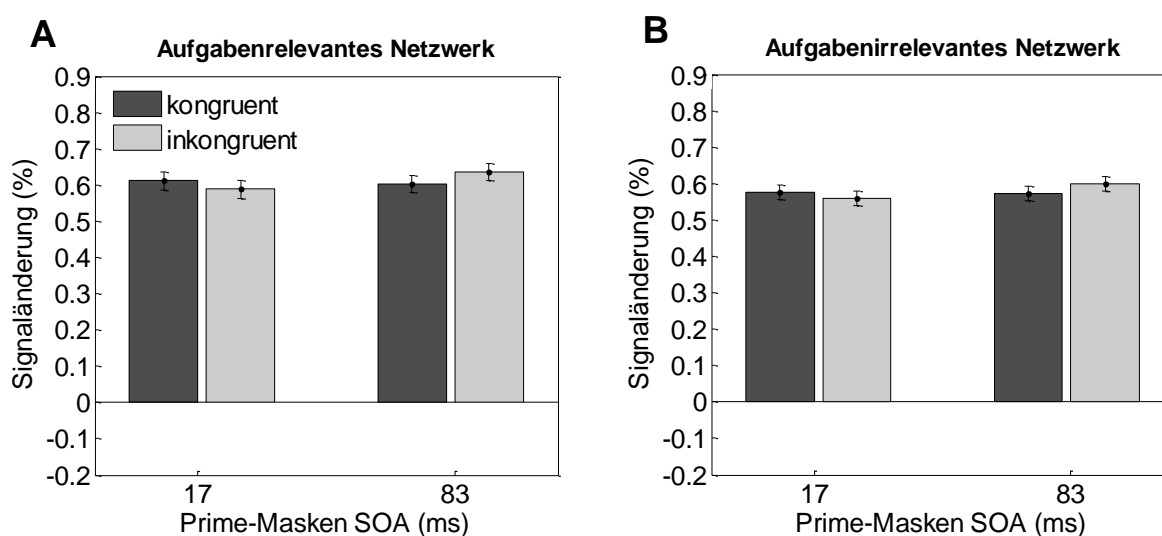 A
Aufgabenrelevantes Netzwerk
Signaländerung (%)
0.9
0.8
0.7
0.6
0.5
0.4
0.3
0.2
0.1
0
-0.1
-0.2
kongruent
inkongruent
17
83
Prime-Masken SOA (ms)
B
Aufgabenirrelevantes Netzwerk
Signaländerung (%)
0.9
0.8
0.7
0.6
0.5
0.4
0.3
0.2
0.1
0
-0.1
-0.2
17
83
Prime-Masken SOA (ms)